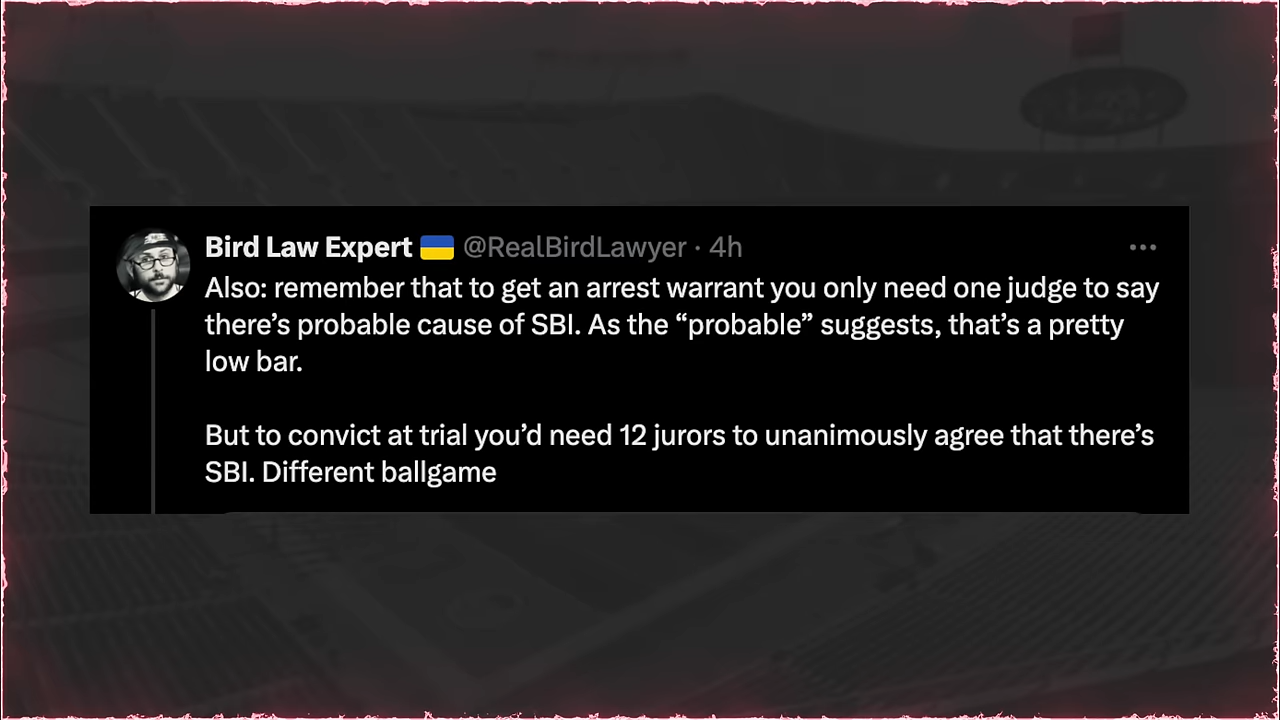 Bird Law Expert 🇺🇦 @RealBirdLawyer · 4h
Also: remember that to get an arrest warrant you only need one judge to say
there’s probable cause of SBI. As the “probable” suggests, that’s a pretty
low bar.
But to convict at trial you’d need 12 jurors to unanimously agree that there’s
SBI. Different ballgame